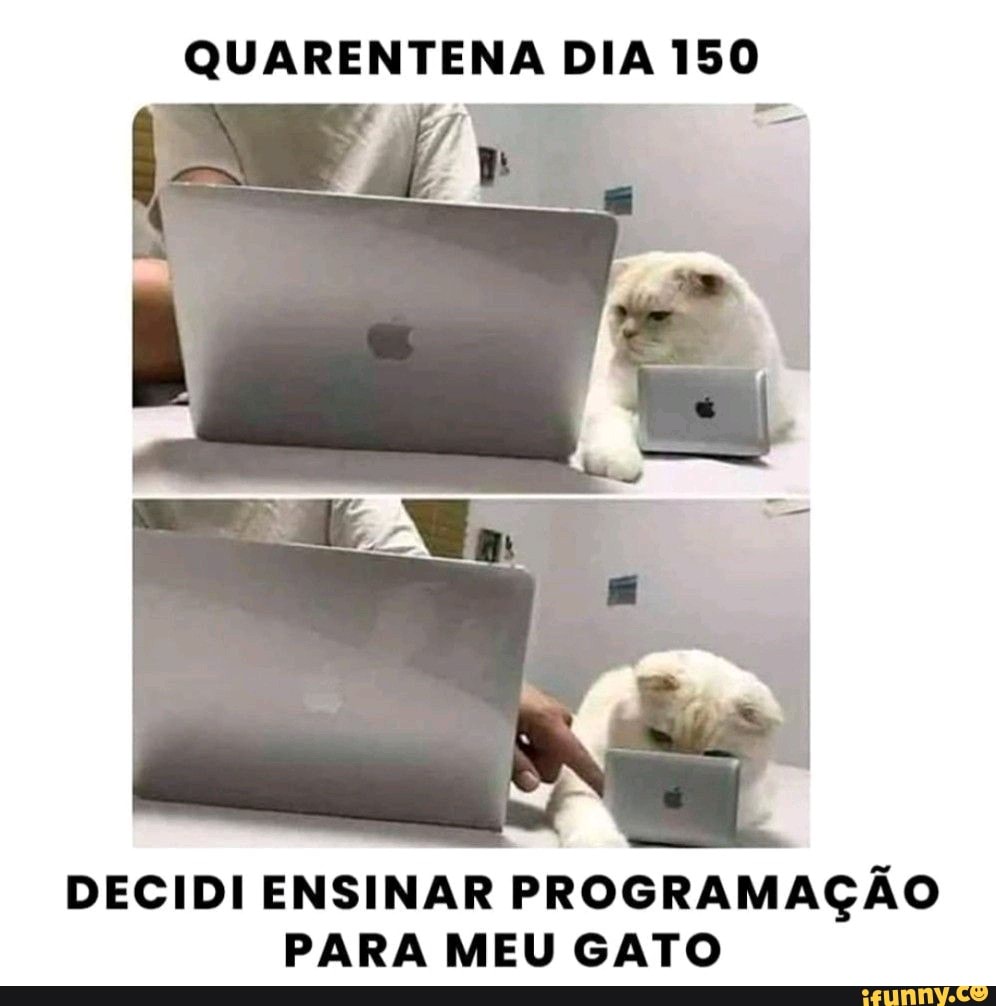 QUARENTENA DIA 150
DECIDI ENSINAR PROGRAMAÇÃO
PARA MEU GATO
ifunny.co